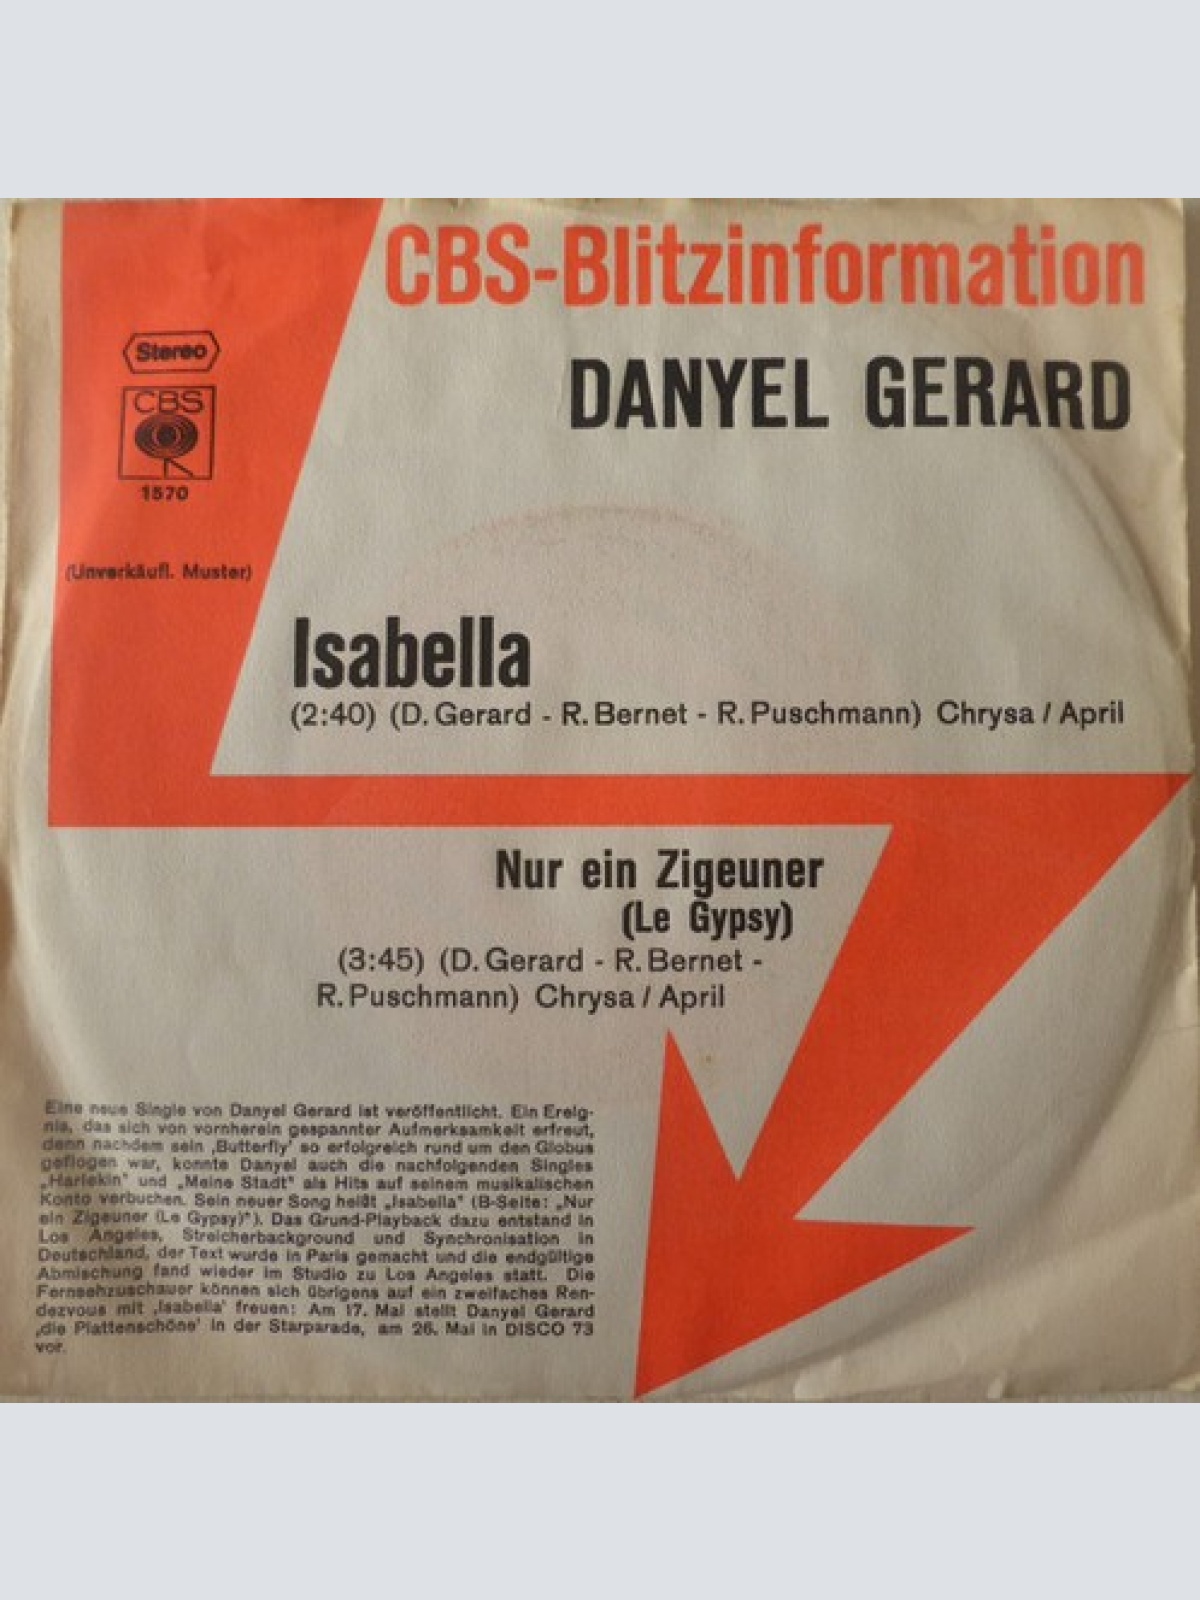 CBS-Blitzinformation
DANYEL GERARD
Stereo
CBS
1570
(Unverkäufl. Muster)
Isabella
(2:40) (D. Gerard - R. Bernet - R. Puschmann) Chrysa / April
Nur ein Zigeuner
(Le Gypsy)
(3:45) (D. Gerard - R. Bernet -
R. Puschmann) Chrysa / April
Eine neue Single von Danyel Gerard ist veröffentlicht. Ein Ereig-
nis, das sich von vornherein gespannter Aufmerksamkeit erfreut,
denn nachdem sein ‚Butterfly' so erfolgreich rund um den Globus
geflogen war, konnte Danyel auch die nachfolgenden Singles
„Harlekin" und „Meine Stadt" als Hits auf seinem musikalischen
Konto verbuchen. Sein neuer Song heißt „Isabella" (B-Seite: „Nur
ein Zigeuner (Le Gypsy)"). Das Grund-Playback dazu entstand in
Los Angeles, Streicherbackground und Synchronisation in
Deutschland, der Text wurde in Paris gemacht und die endgültige
Abmischung fand wieder im Studio zu Los Angeles statt. Die
Fernsehzuschauer können sich übrigens auf ein zweifaches Ren-
dezvous mit ‚Isabella' freuen: Am 17. Mai stellt Danyel Gerard
‚die Plattenschöne' in der Starparade, am 26. Mai in DISCO 73
vor.